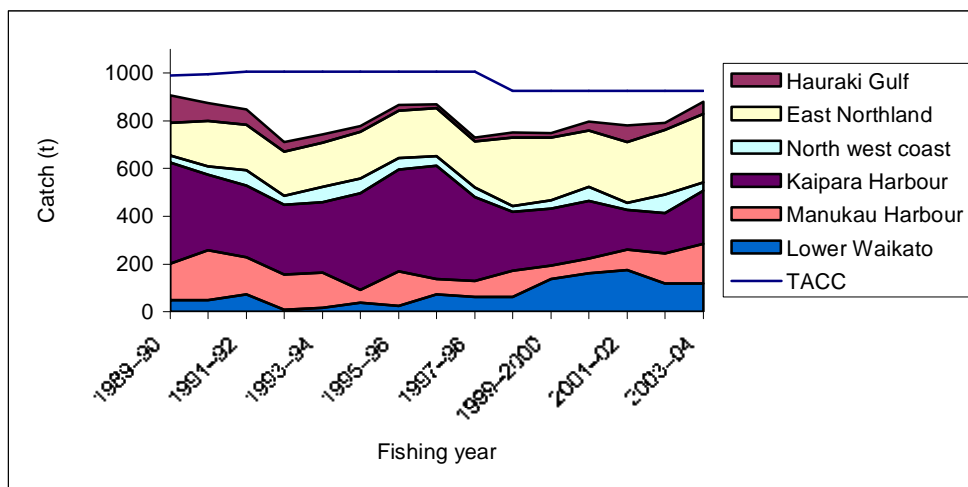 1000
800
600
400
200
0
Catch (t)
1989–90
1991–92
1993–94
1995–96
1997–98
1999–2000
2001–02
2003–04
Fishing year
Hauraki Gulf
East Northland
North west coast
Kaipara Harbour
Manukau Harbour
Lower Waikato
TACC